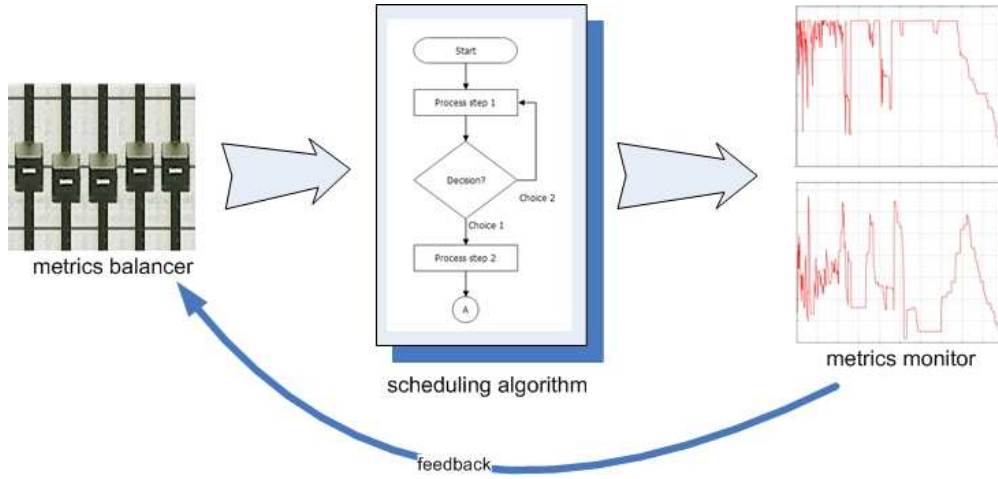 Start
Process step 1
Decision?
Choice 2
Choice 1
Process step 2
A
metrics balancer
scheduling algorithm
metrics monitor
feedback